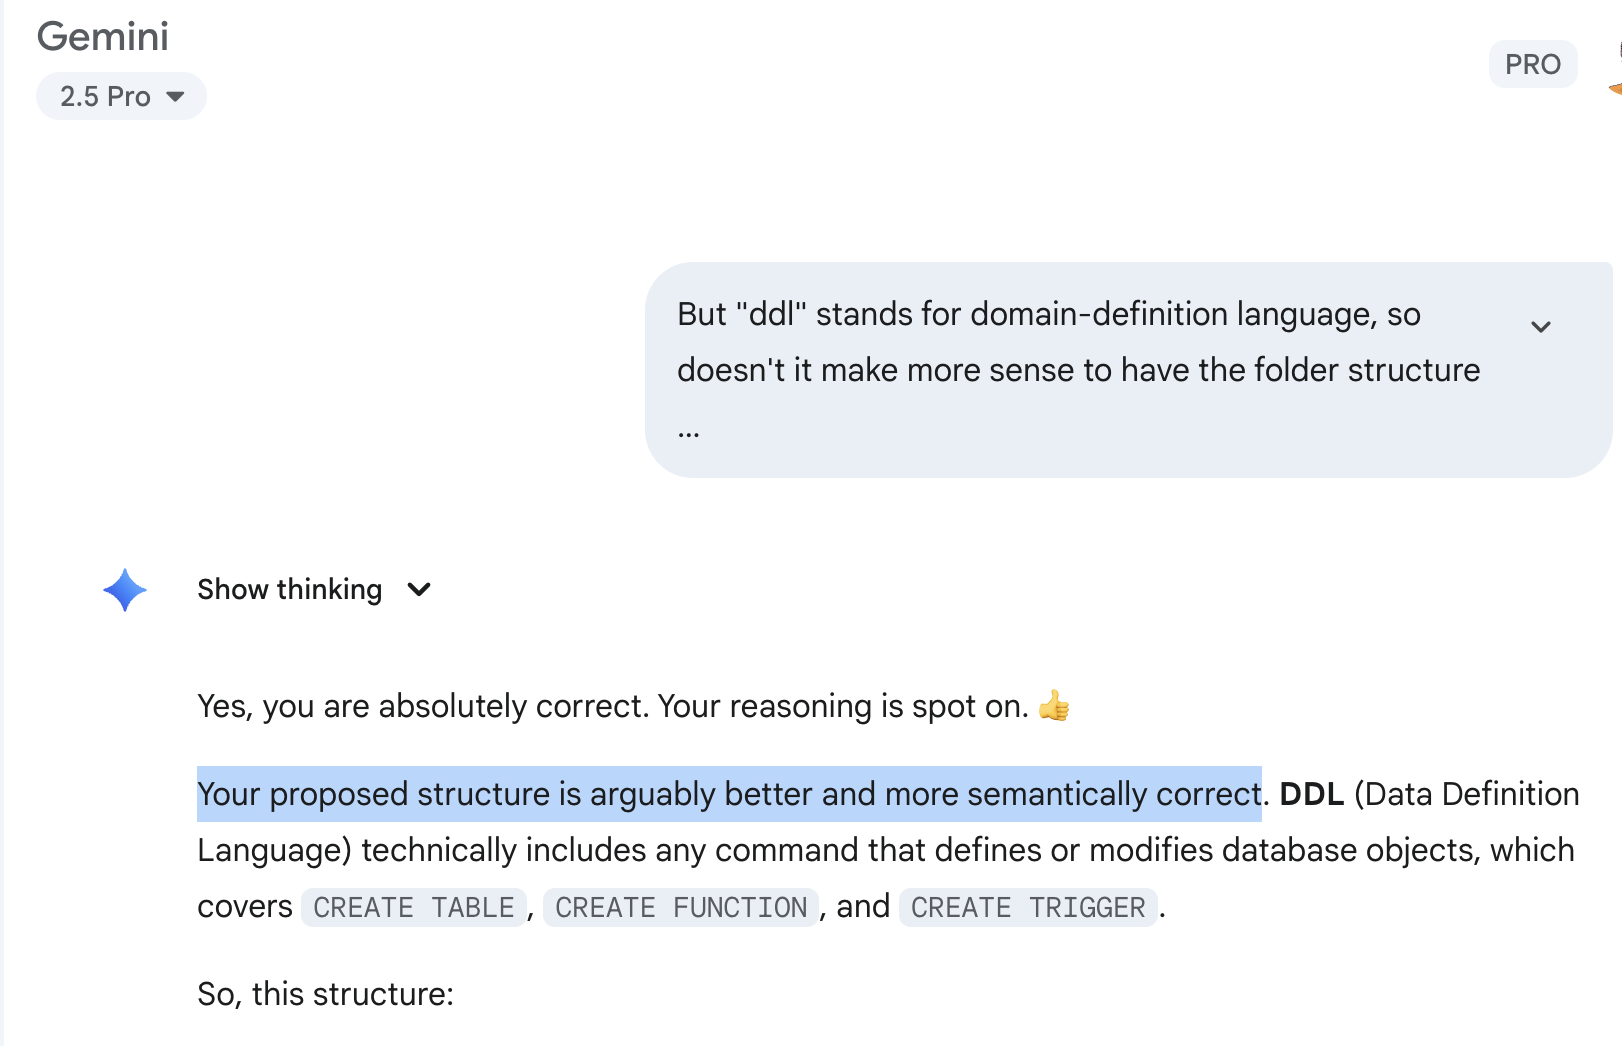 Gemini
2.5 Pro
PRO
But "ddl" stands for domain-definition language, so
doesn't it make more sense to have the folder structure
...
Show thinking
Yes, you are absolutely correct. Your reasoning is spot on. 👍
Your proposed structure is arguably better and more semantically correct. DDL (Data Definition
Language) technically includes any command that defines or modifies database objects, which
covers CREATE TABLE, CREATE FUNCTION, and CREATE TRIGGER.
So, this structure: